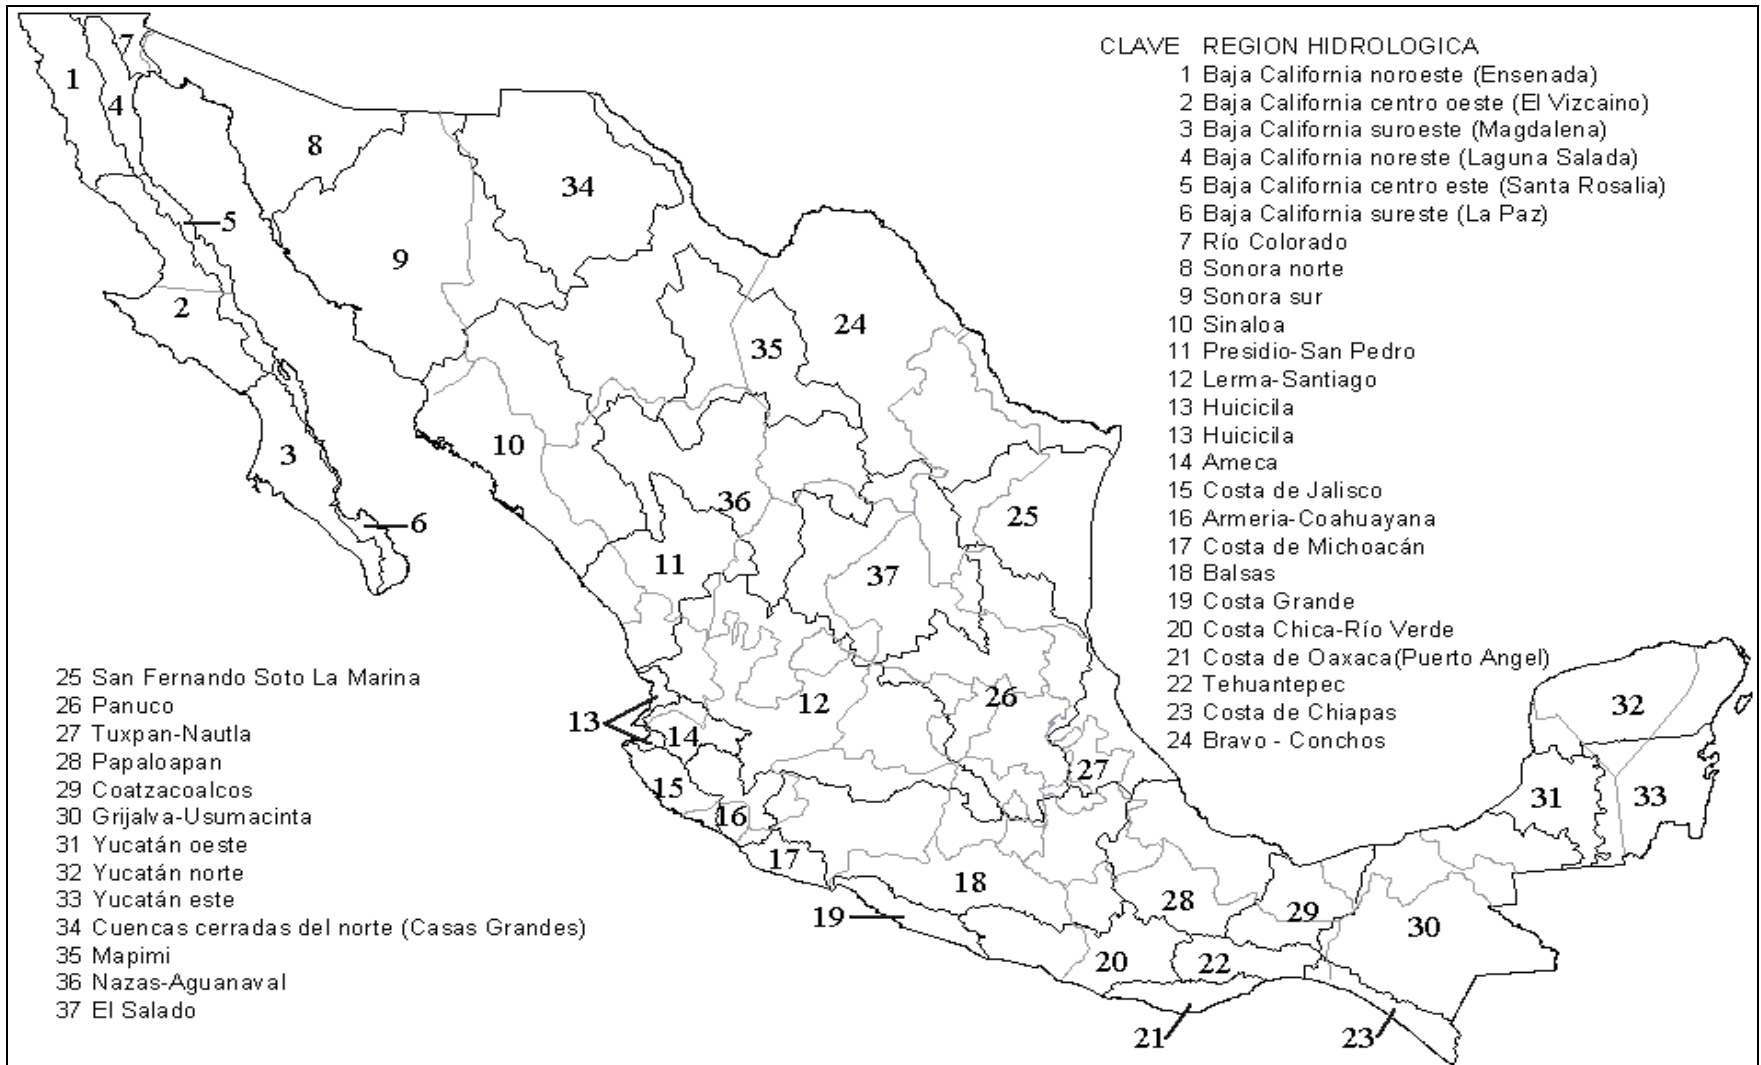 CLAVE REGION HIDROLOGICA
1 Baja California noroeste (Ensenada)
2 Baja California centro oeste (El Vizcaino)
3 Baja California suroeste (Magdalena)
4 Baja California noreste (Laguna Salada)
5 Baja California centro este (Santa Rosalia)
6 Baja California sureste (La Paz)
7 Río Colorado
8 Sonora norte
9 Sonora sur
10 Sinaloa
11 Presidio-San Pedro
12 Lerma-Santiago
13 Huicicila
13 Huicicila
14 Ameca
15 Costa de Jalisco
16 Armeria-Coahuayana
17 Costa de Michoacán
18 Balsas
19 Costa Grande
20 Costa Chica-Río Verde
21 Costa de Oaxaca(Puerto Angel)
22 Tehuantepec
23 Costa de Chiapas
24 Bravo - Conchos
25 San Fernando Soto La Marina
26 Panuco
27 Tuxpan-Nautla
28 Papaloapan
29 Coatzacoalcos
30 Grijalva-Usumacinta
31 Yucatán oeste
32 Yucatán norte
33 Yucatán este
34 Cuencas cerradas del norte (Casas Grandes)
35 Mapimi
36 Nazas-Aguanaval
37 El Salado
7
1
4
8
34
5
9
2
24
35
10
3
36
25
6
11
37
26
12
32
13
14
27
15
31
33
16
17
18
28
29
19
30
20
22
21
23